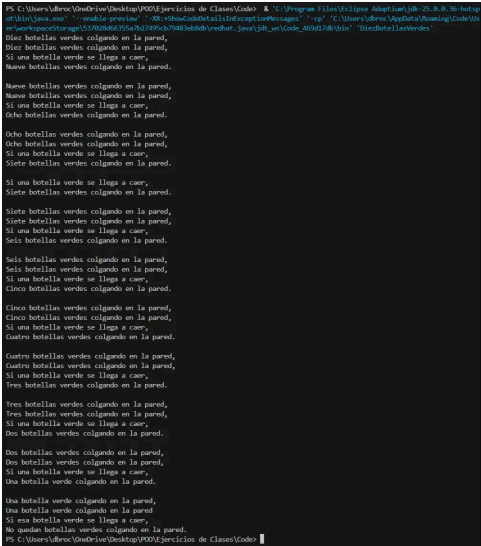 PS C:\Users\dbroc\OneDrive\Desktop\POO\Ejercicios de Clases\Code>  & 'C:\Program Files\Eclipse Adoptium\jdk-25.0.0.36-hotsp
ot\bin\java.exe' '--enable-preview' '-XX:+ShowCodeDetailsInExceptionMessages' '-cp' 'C:\Users\dbroc\AppData\Roaming\Code\Us
er\workspaceStorage\537028d66355a7b27495cb79483eb8db\redhat.java\jdt_ws\Code_469d17db\bin' 'DiezBotellasVerdes'
Diez botellas verdes colgando en la pared,
Diez botellas verdes colgando en la pared,
Si una botella verde se llega a caer,
Nueve botellas verdes colgando en la pared.
Nueve botellas verdes colgando en la pared,
Nueve botellas verdes colgando en la pared,
Si una botella verde se llega a caer,
Ocho botellas verdes colgando en la pared.
Ocho botellas verdes colgando en la pared,
Ocho botellas verdes colgando en la pared,
Si una botella verde se llega a caer,
Siete botellas verdes colgando en la pared.
Si una botella verde se llega a caer,
Siete botellas verdes colgando en la pared.
Siete botellas verdes colgando en la pared,
Siete botellas verdes colgando en la pared,
Si una botella verde se llega a caer,
Seis botellas verdes colgando en la pared.
Seis botellas verdes colgando en la pared,
Seis botellas verdes colgando en la pared,
Si una botella verde se llega a caer,
Cinco botellas verdes colgando en la pared.
Cinco botellas verdes colgando en la pared,
Cinco botellas verdes colgando en la pared,
Si una botella verde se llega a caer,
Cuatro botellas verdes colgando en la pared.
Cuatro botellas verdes colgando en la pared,
Cuatro botellas verdes colgando en la pared,
Si una botella verde se llega a caer,
Tres botellas verdes colgando en la pared.
Tres botellas verdes colgando en la pared,
Tres botellas verdes colgando en la pared,
Si una botella verde se llega a caer,
Dos botellas verdes colgando en la pared.
Dos botellas verdes colgando en la pared,
Dos botellas verdes colgando en la pared,
Si una botella verde se llega a caer,
Una botella verde colgando en la pared.
Una botella verde colgando en la pared,
Una botella verde colgando en la pared
Si esa botella verde se llega a caer,
No quedan botellas verdes colgando en la pared.
PS C:\Users\dbroc\OneDrive\Desktop\POO\Ejercicios de Clases\Code>